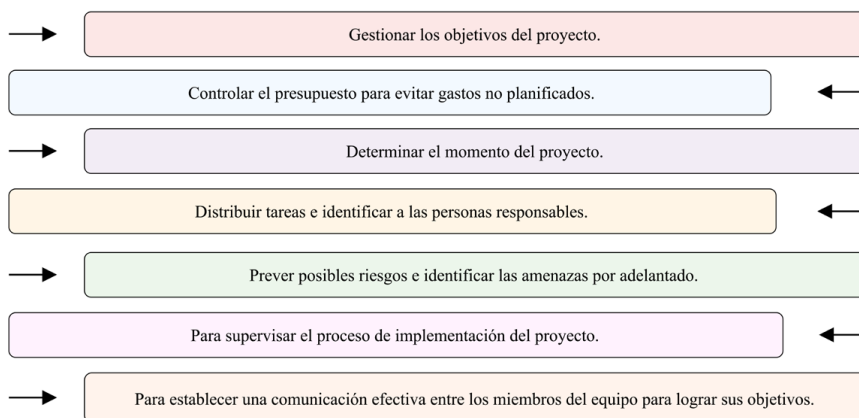 Gestionar los objetivos del proyecto.
Controlar el presupuesto para evitar gastos no planificados.
Determinar el momento del proyecto.
Distribuir tareas e identificar a las personas responsables.
Prever posibles riesgos e identificar las amenazas por adelantado.
Para supervisar el proceso de implementación del proyecto.
Para establecer una comunicación efectiva entre los miembros del equipo para lograr sus objetivos.